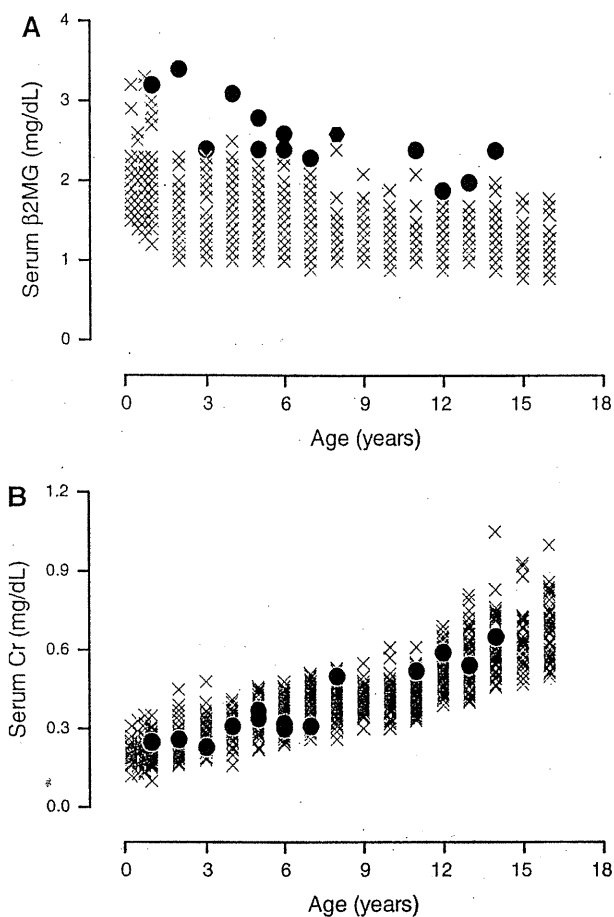 A
Serum β2MG (mg/dL)
4
3
2
1
0
0 3 6 9 12 15 18
Age (years)
B
Serum Cr (mg/dL)
1.2
0.9
0.6
0.3
0.0
0 3 6 9 12 15 18
Age (years)